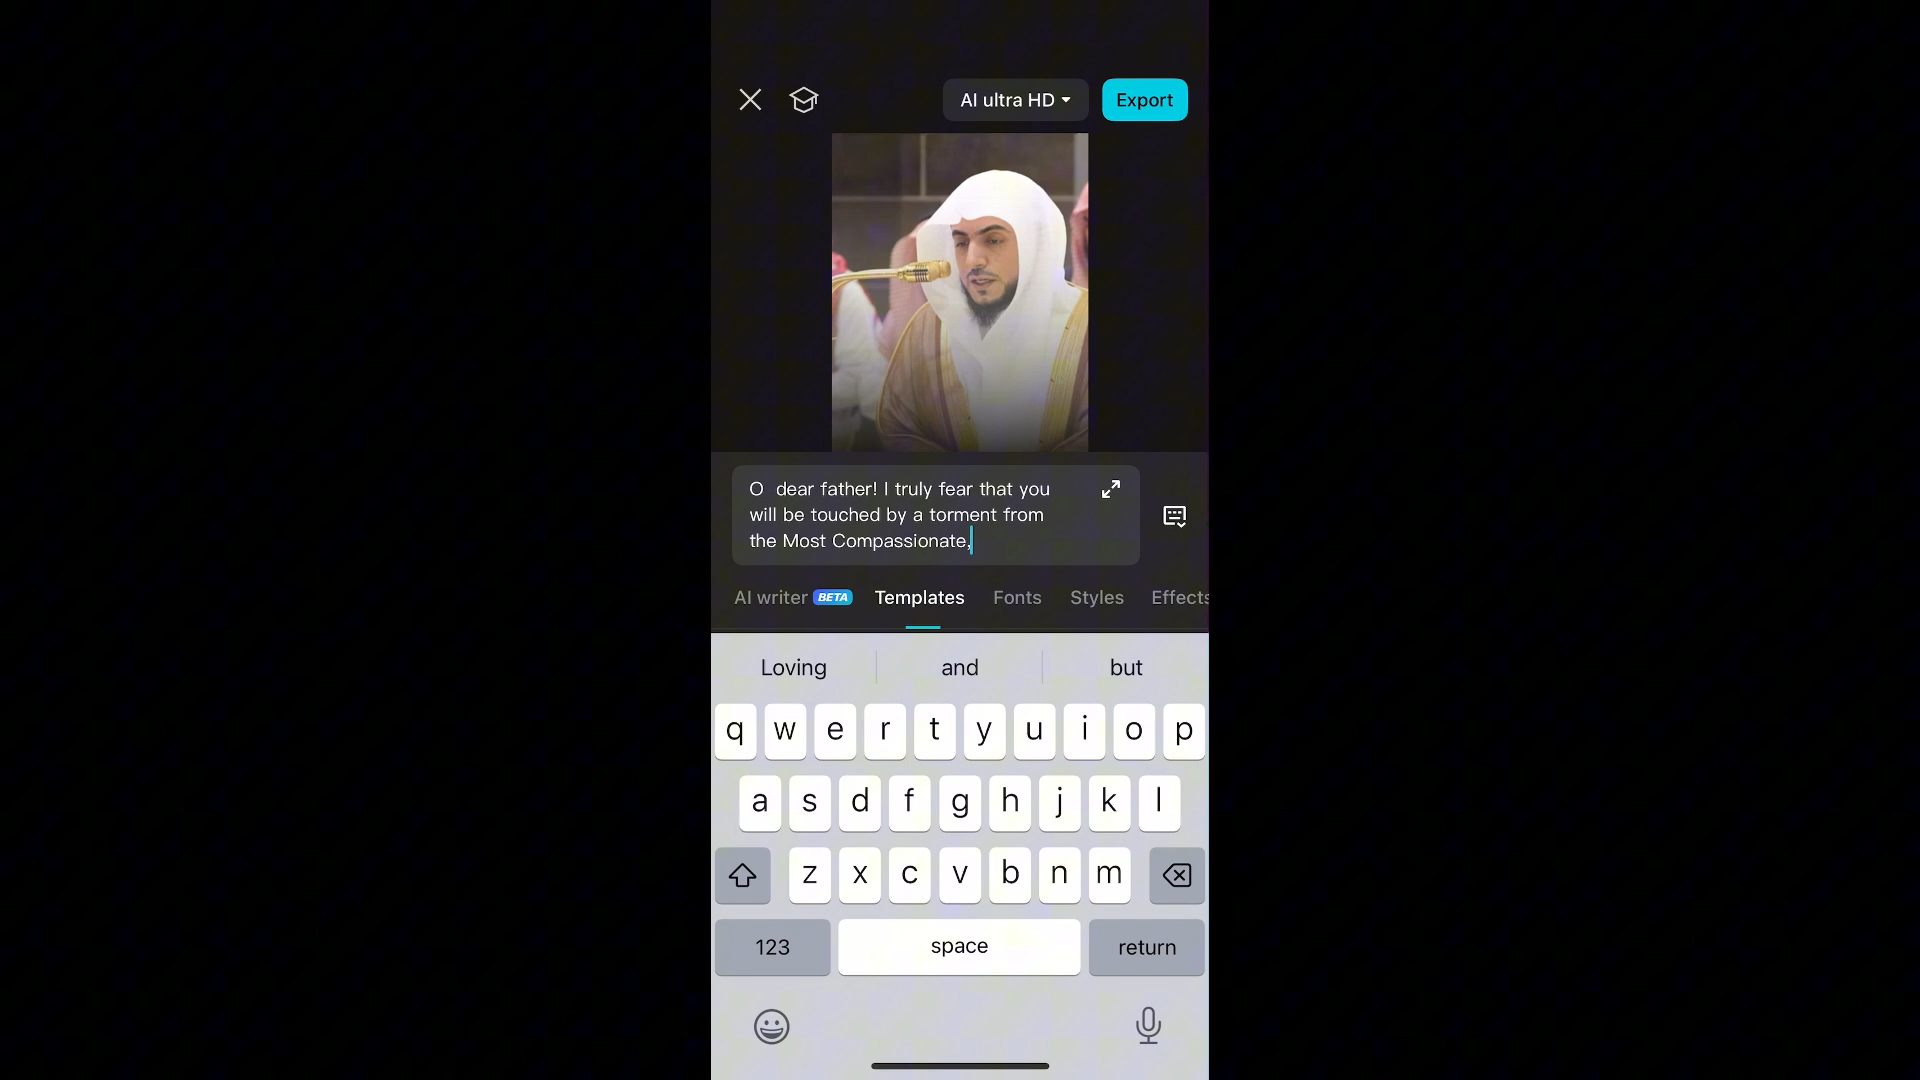 AI ultra HD
Export
O  dear father! I truly fear that you
will be touched by a torment from
the Most Compassionate,
AI writer BETA Templates Fonts Styles Effects
Loving and but
q w e r t y u i o p
a s d f g h j k l
z x c v b n m
123 space return